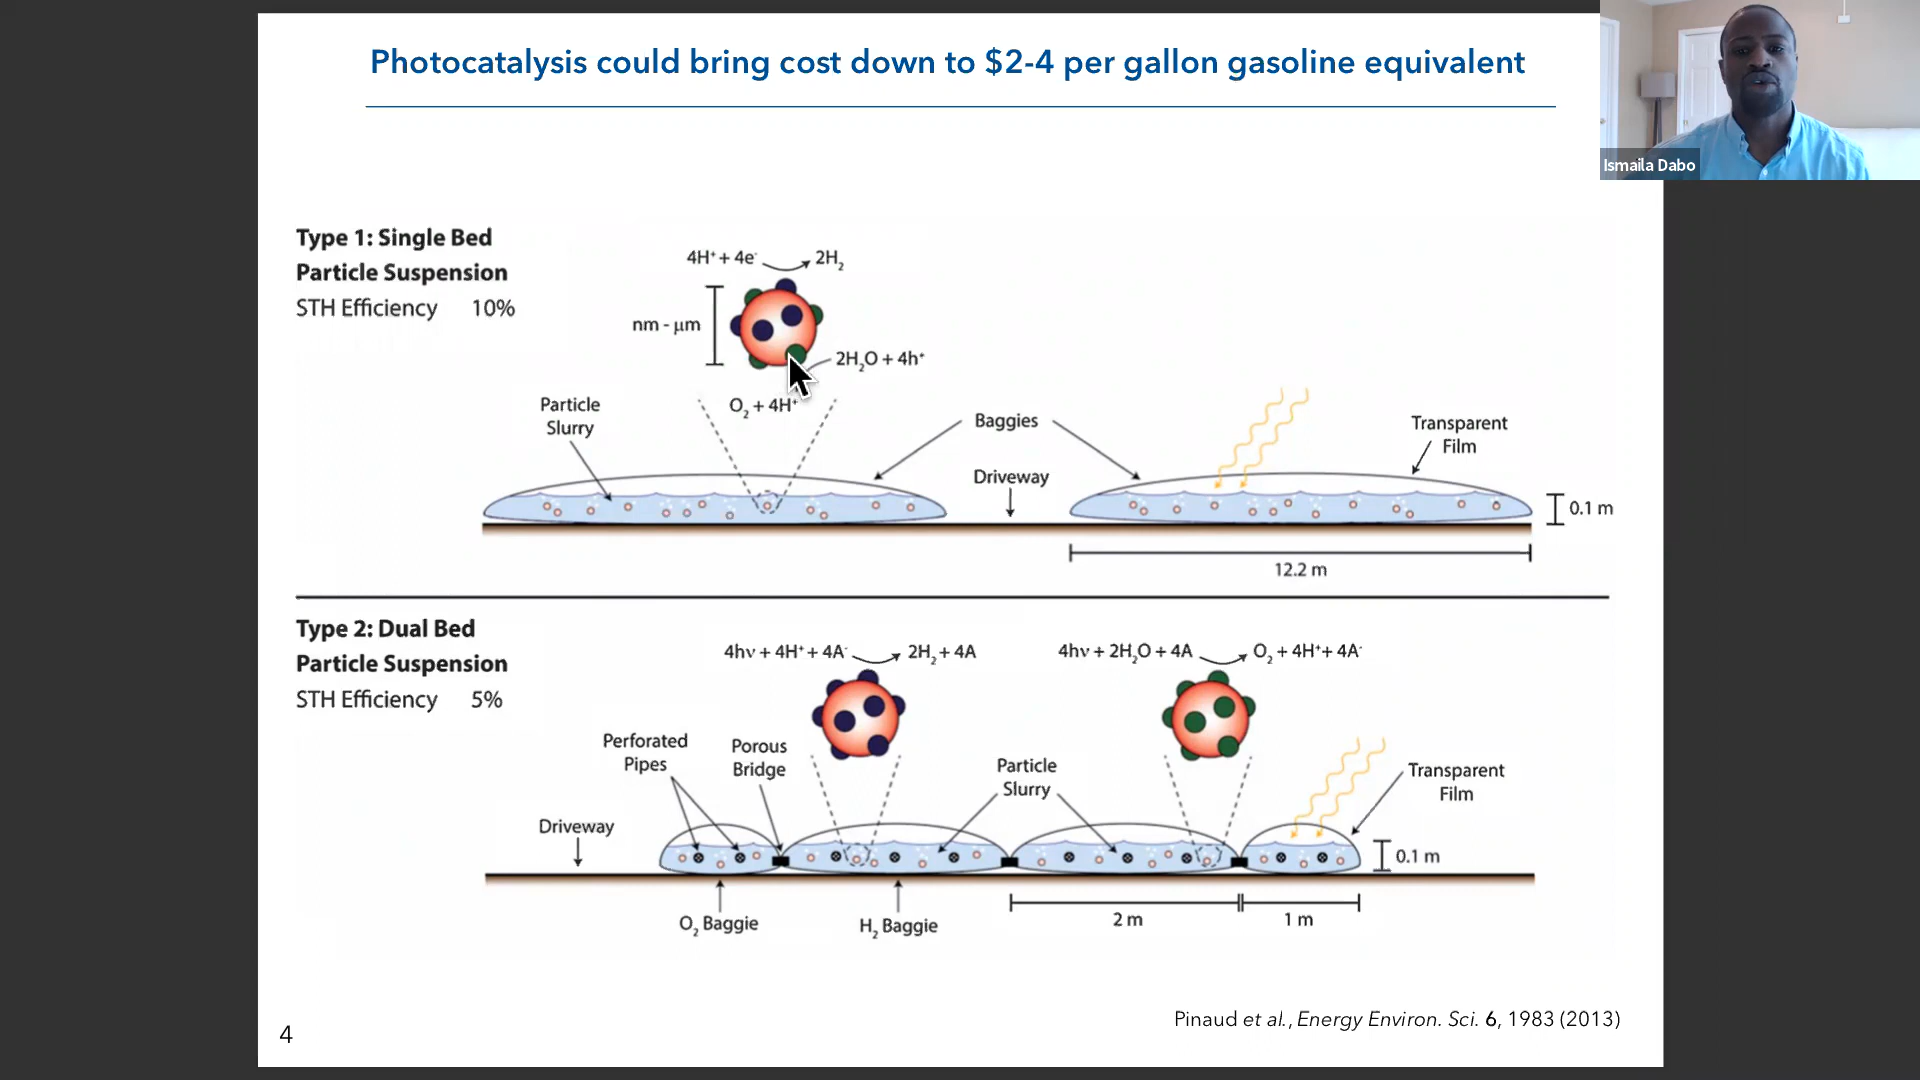 Photocatalysis could bring cost down to $2-4 per gallon gasoline equivalent
Ismaila Dabo
Type 1: Single Bed
Particle Suspension
STH Efficiency 10%
4H⁺ + 4e⁻ 2H₂
nm - μm
2H₂O + 4h⁺
O₂ + 4H⁺
Particle
Slurry
Baggies
Driveway
Transparent
Film
0.1 m
12.2 m
Type 2: Dual Bed
Particle Suspension
STH Efficiency 5%
4hν + 4H⁺ + 4A⁻ 2H₂ + 4A
4hν + 2H₂O + 4A O₂ + 4H⁺ + 4A⁻
Perforated
Pipes
Porous
Bridge
Particle
Slurry
Transparent
Film
Driveway
0.1 m
O₂ Baggie
H₂ Baggie
2 m
1 m
Pinaud et al., Energy Environ. Sci. 6, 1983 (2013)
4